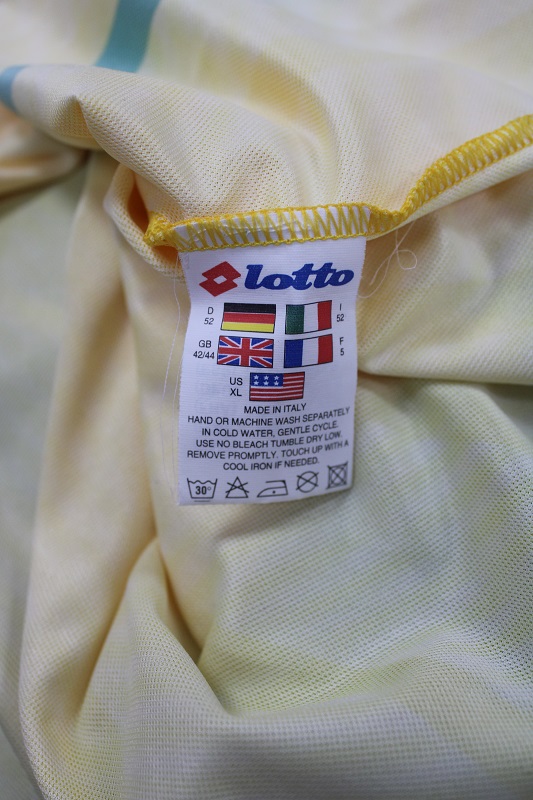 lotto
D
52
I
52
GB
42/44
F
5
US
XL
MADE IN ITALY
HAND OR MACHINE WASH SEPARATELY
IN COLD WATER, GENTLE CYCLE.
USE NO BLEACH TUMBLE DRY LOW.
REMOVE PROMPTLY. TOUCH UP WITH A
COOL IRON IF NEEDED.
30°
A